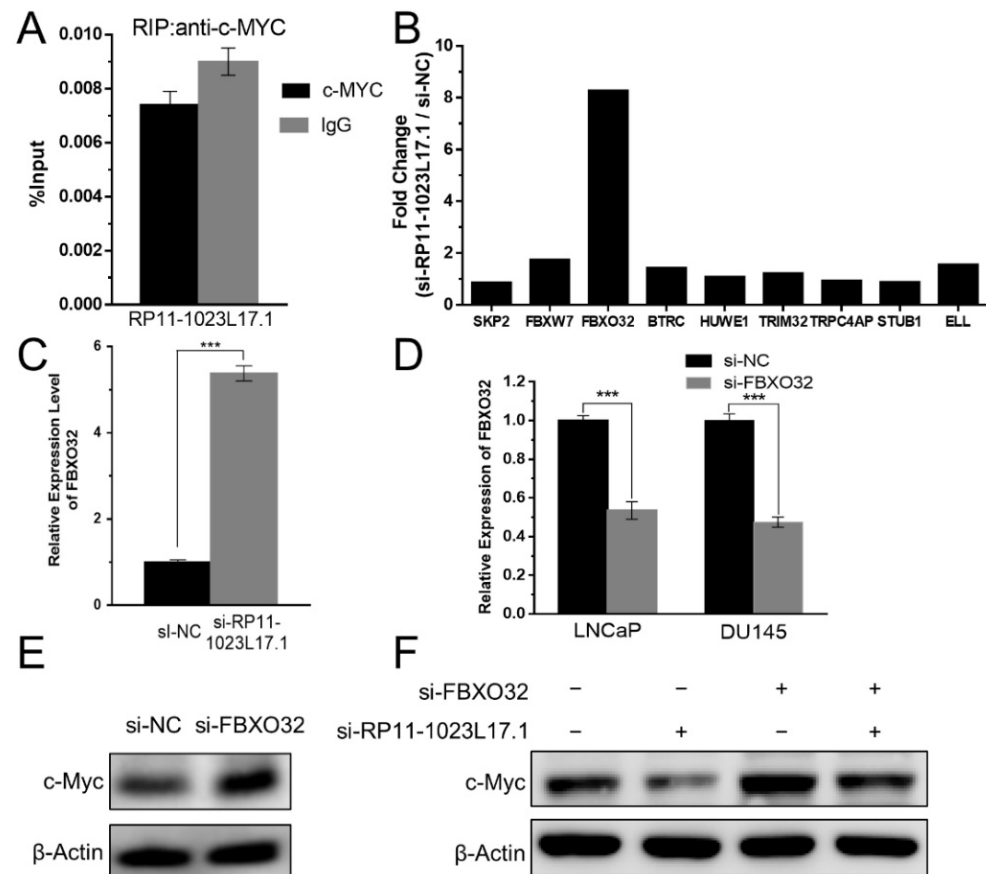 A
RIP:anti-c-MYC
0.010
0.008
0.006
0.004
0.002
0.000
%Input
c-MYC
IgG
RP11-1023L17.1
B
10
8
6
4
2
0
Fold Change
(si-RP11-1023L17.1 / si-NC)
SKP2 FBXW7 FBXO32 BTRC HUWE1 TRIM32 TRPC4AP STUB1 ELL
C
6
4
2
0
Relative Expression Level
of FBXO32
***
sI-NC si-RP11-
1023L17.1
D
si-NC
si-FBXO32
1.2
1.0
0.8
0.6
0.4
0.2
0.0
Relative Expression of FBXO32
*** ***
LNCaP DU145
E
si-NC si-FBXO32
c-Myc
β-Actin
F
si-FBXO32 − − + +
si-RP11-1023L17.1 − + − +
c-Myc
β-Actin